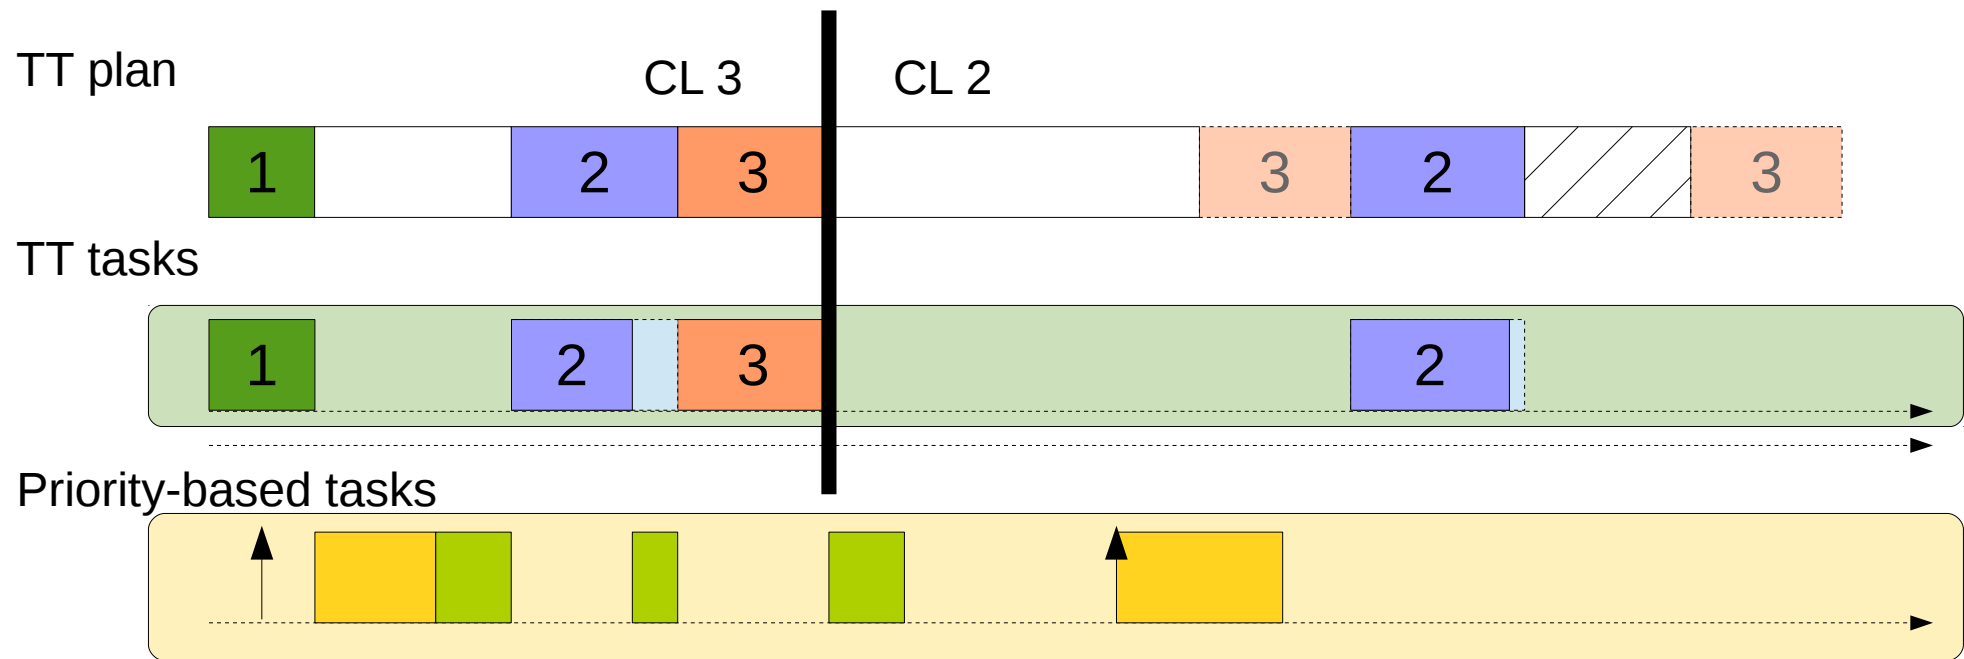 TT plan
CL 3 CL 2
1 2 3 3 2 3
TT tasks
1 2 3 2
Priority-based tasks